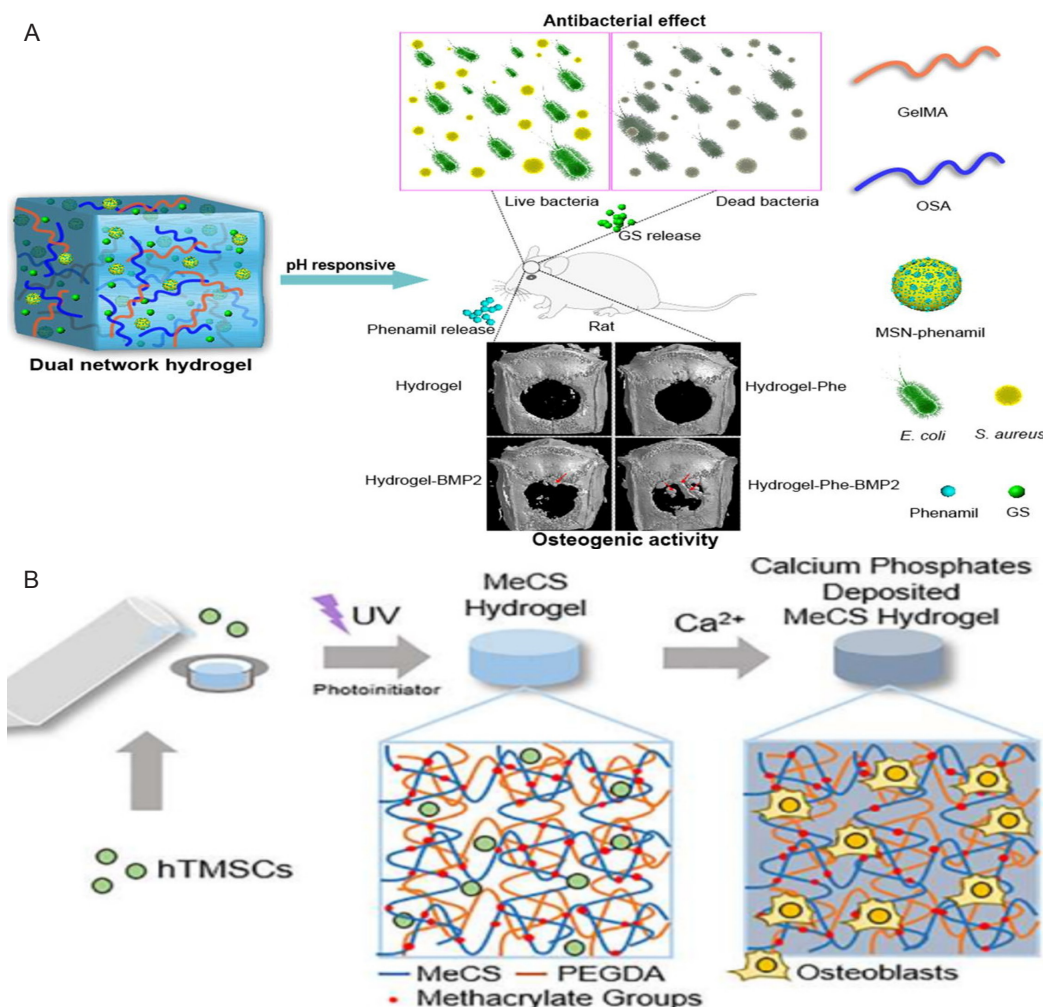 A
Antibacterial effect
Live bacteria
Dead bacteria
GS release
pH responsive
Phenamil release
Rat
Dual network hydrogel
Hydrogel
Hydrogel-Phe
Hydrogel-BMP2
Hydrogel-Phe-BMP2
Osteogenic activity
GelMA
OSA
MSN-phenamil
E. coli
S. aureus
Phenamil
GS
B
hTMSCs
UV
Photoinitiator
MeCS
Hydrogel
Ca²⁺
Calcium Phosphates
Deposited
MeCS Hydrogel
MeCS
PEGDA
Methacrylate Groups
Osteoblasts